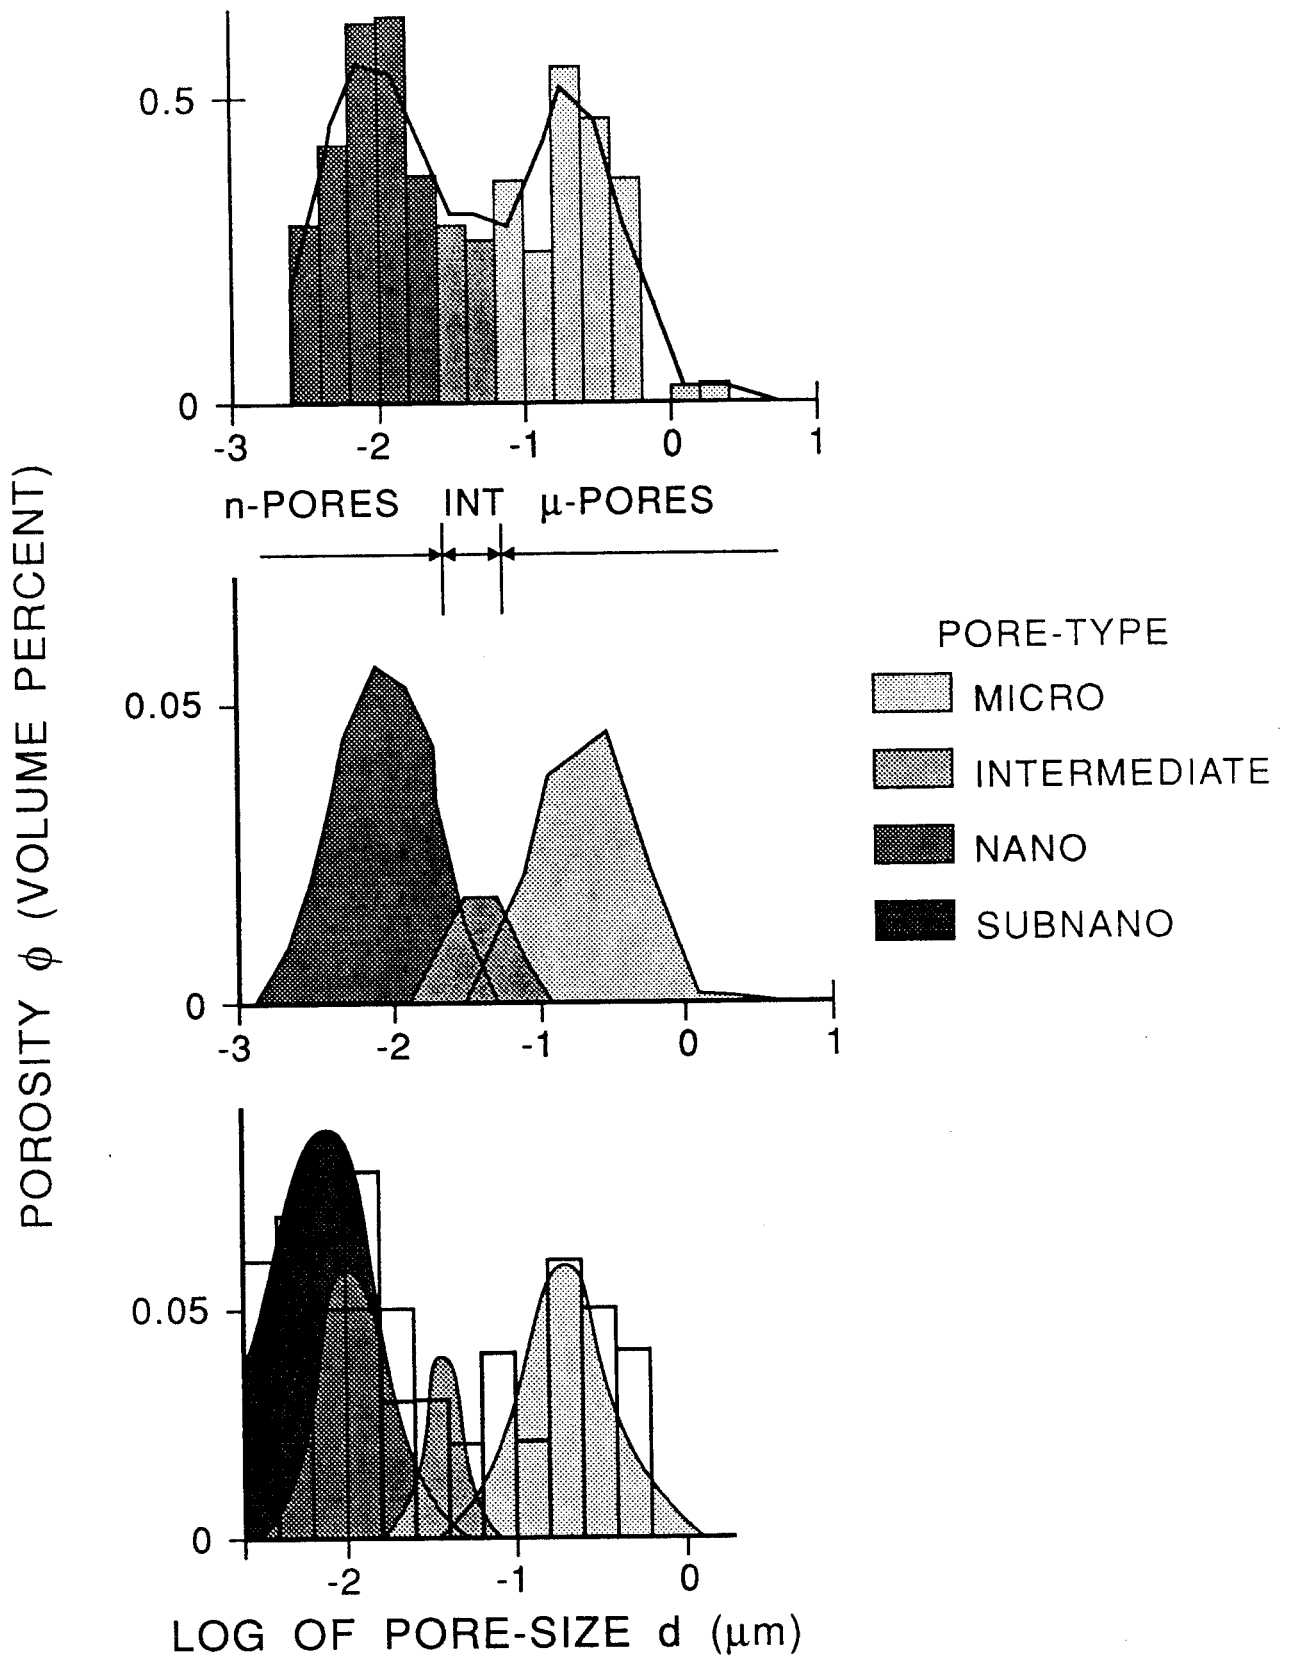 0.5
0
-3 -2 -1 0 1
n-PORES INT μ-PORES
0.05
0
-3 -2 -1 0 1
PORE-TYPE
MICRO
INTERMEDIATE
NANO
SUBNANO
0.05
0
-2 -1 0
LOG OF PORE-SIZE d (μm)
POROSITY ϕ (VOLUME PERCENT)